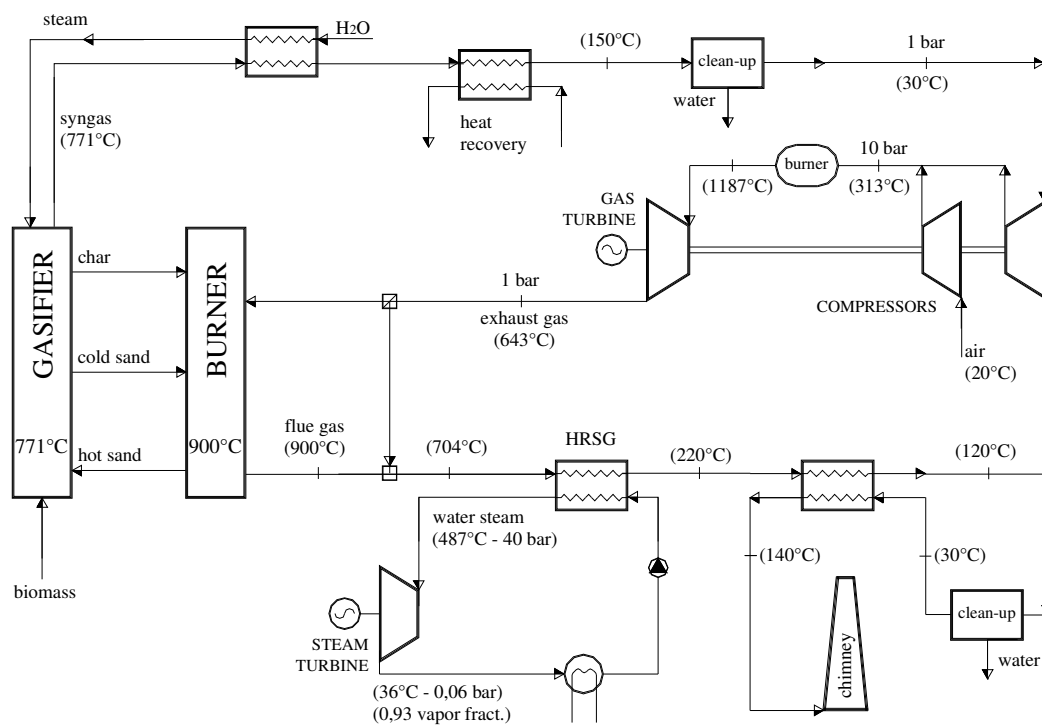 steam
H2O
(150°C)
clean-up
1 bar
(30°C)
water
syngas
(771°C)
heat
recovery
burner
10 bar
(1187°C)
(313°C)
GAS
TURBINE
GASIFIER
BURNER
char
1 bar
exhaust gas
(643°C)
COMPRESSORS
air
(20°C)
cold sand
771°C
hot sand
900°C
flue gas
(900°C)
(704°C)
HRSG
(220°C)
(120°C)
water steam
(487°C - 40 bar)
(140°C)
(30°C)
biomass
clean-up
STEAM
TURBINE
chimney
water
(36°C - 0,06 bar)
(0,93 vapor fract.)